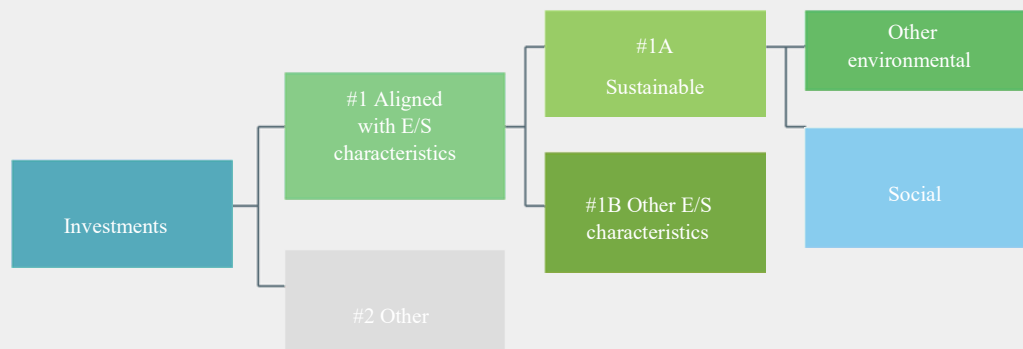 Investments
#1 Aligned
with E/S
characteristics
#2 Other
#1A
Sustainable
#1B Other E/S
characteristics
Other
environmental
Social